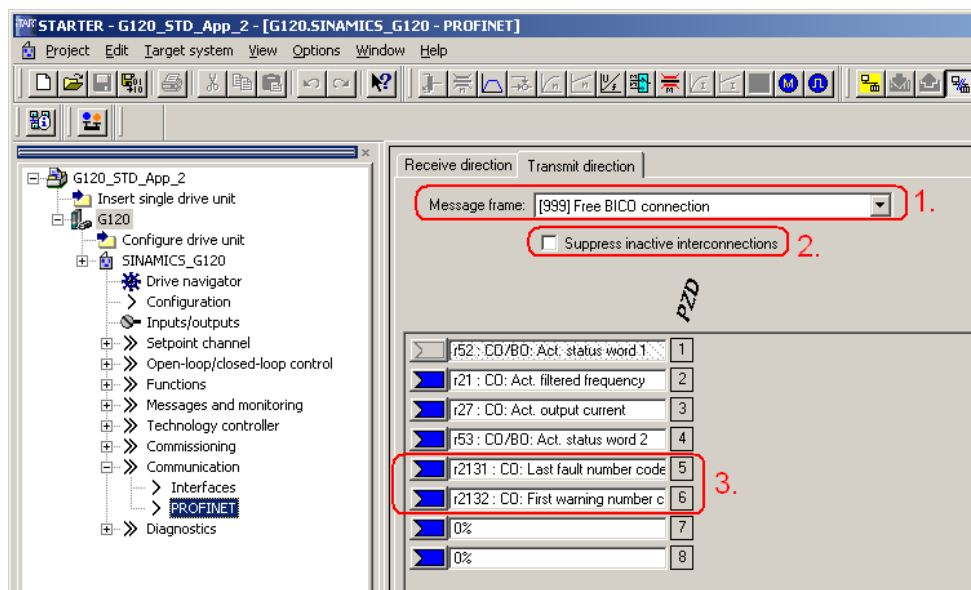 STARTER - G120_STD_App_2 - [G120.SINAMICS_G120 - PROFINET]
Project Edit Target system View Options Window Help
Receive direction Transmit direction
Message frame: [999] Free BICO connection 1.
Suppress inactive interconnections 2.
PZD
r52 : CO/BO: Act. status word 1 1
r21 : CO: Act. filtered frequency 2
r27 : CO: Act. output current 3
r53 : CO/BO: Act. status word 2 4
r2131 : CO: Last fault number code 5
3.
r2132 : CO: First warning number c 6
0% 7
0% 8
G120_STD_App_2
Insert single drive unit
G120
Configure drive unit
SINAMICS_G120
Drive navigator
Configuration
Inputs/outputs
Setpoint channel
Open-loop/closed-loop control
Functions
Messages and monitoring
Technology controller
Commissioning
Communication
Interfaces
PROFINET
Diagnostics